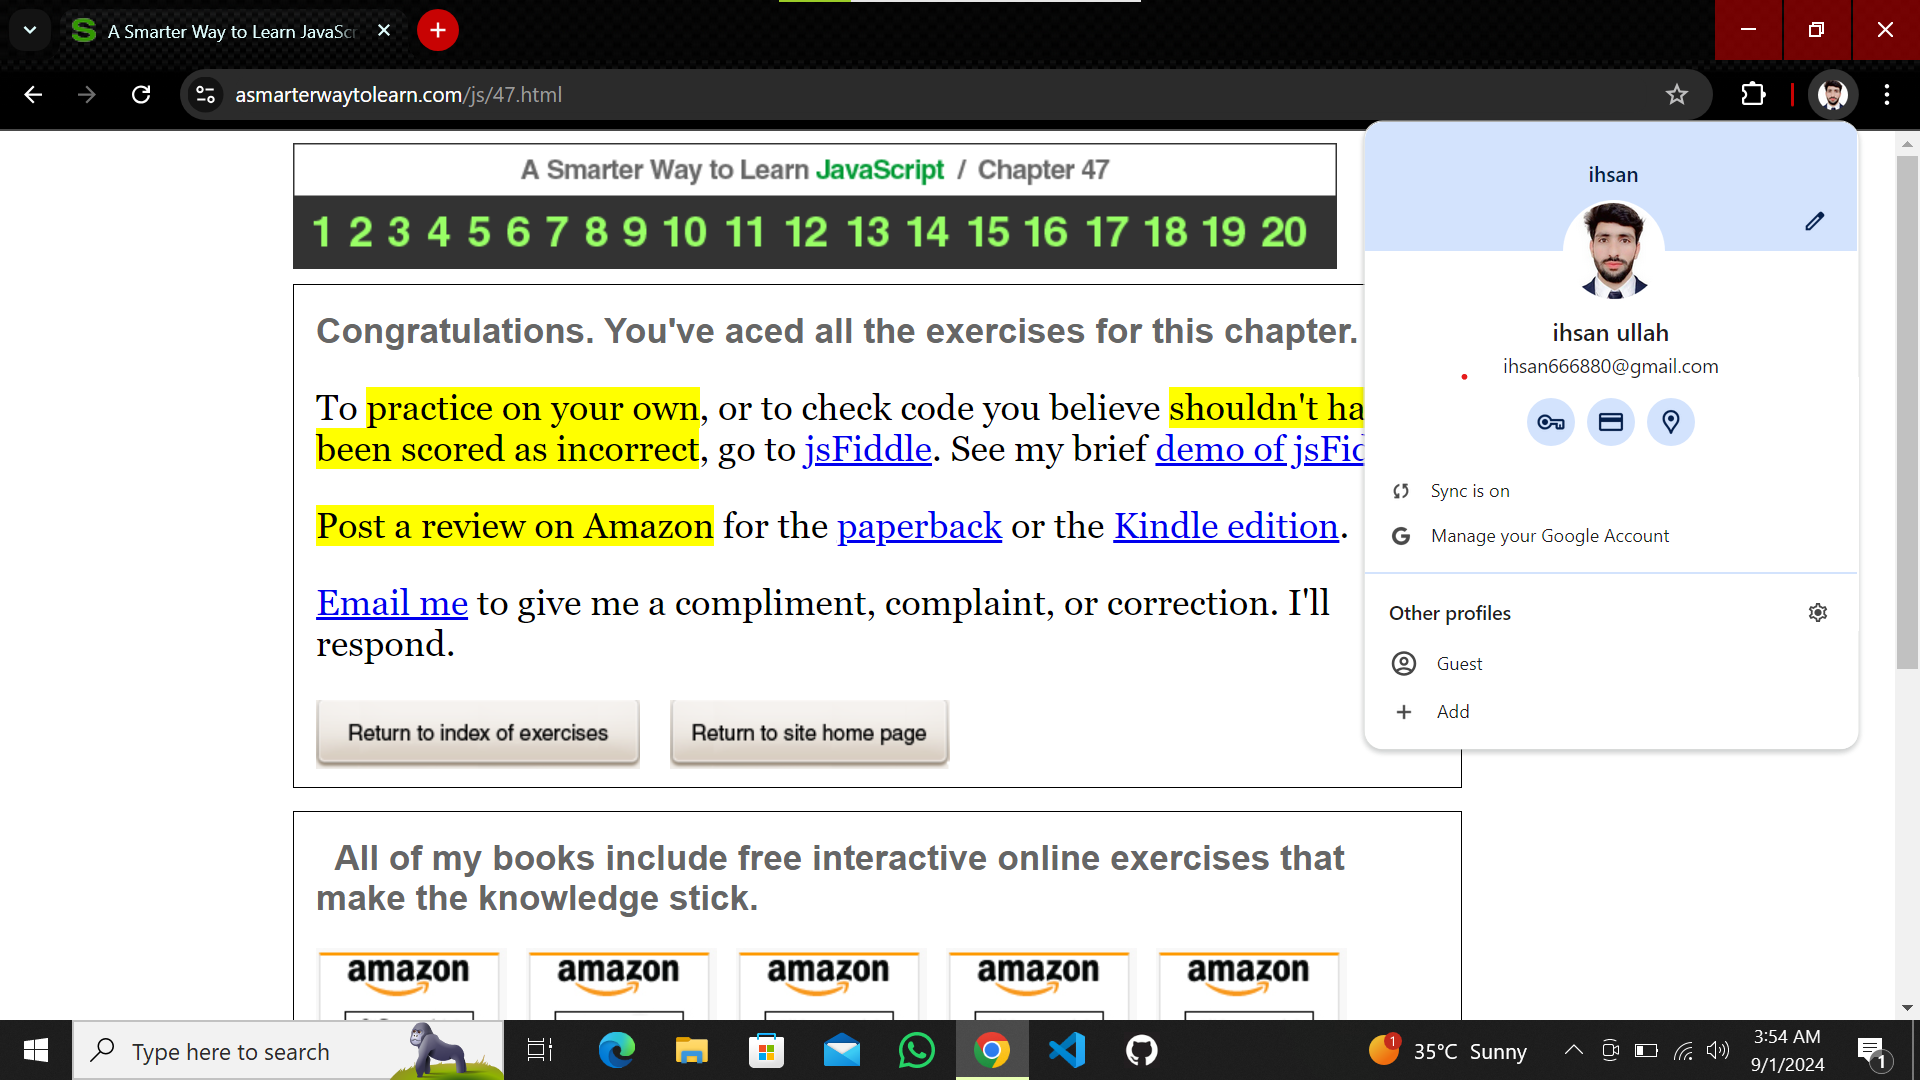 A Smarter Way to Learn JavaScr
asmarterwaytolearn.com/js/47.html
A Smarter Way to Learn JavaScript / Chapter 47
1 2 3 4 5 6 7 8 9 10 11 12 13 14 15 16 17 18 19 20
Congratulations. You've aced all the exercises for this chapter.
To practice on your own, or to check code you believe shouldn't ha
been scored as incorrect, go to jsFiddle. See my brief demo of jsFid
Post a review on Amazon for the paperback or the Kindle edition.
Email me to give me a compliment, complaint, or correction. I'll
respond.
Return to index of exercises
Return to site home page
All of my books include free interactive online exercises that
make the knowledge stick.
amazon amazon amazon amazon amazon
ihsan
ihsan ullah
ihsan666880@gmail.com
Sync is on
Manage your Google Account
Other profiles
Guest
Add
Type here to search
1
35°C Sunny
3:54 AM
9/1/2024
1